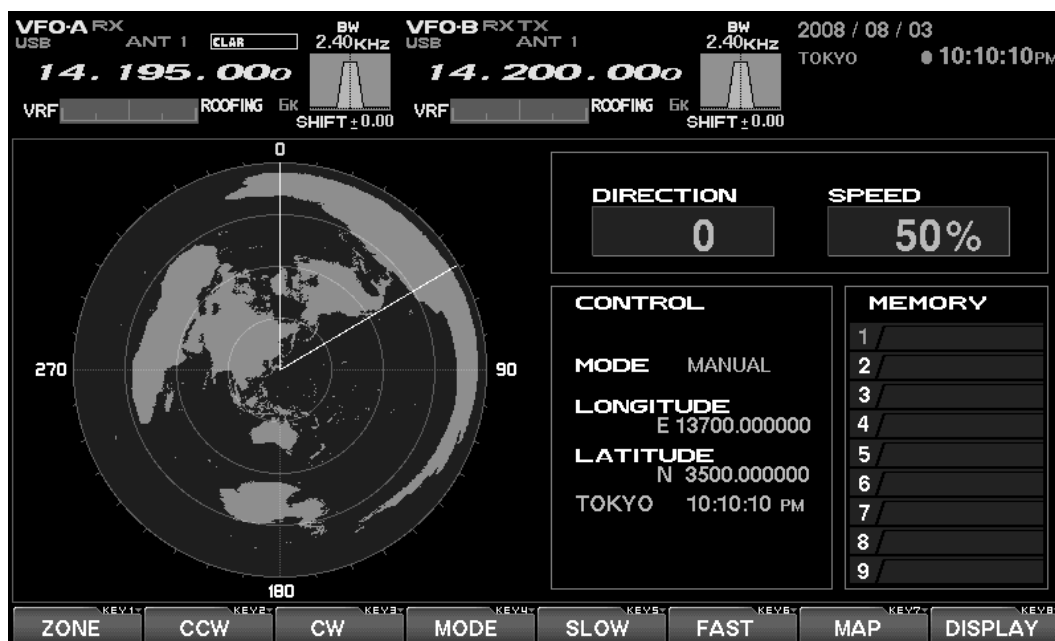 VFO-A RX
USB ANT 1 CLAR
BW
2.40KHZ
14. 195. 000
VRF ROOFING 6K
SHIFT±0.00
VFO-B RX TX
USB ANT 1
BW
2.40KHZ
14. 200. 000
VRF ROOFING 6K
SHIFT±0.00
2008 / 08 / 03
TOKYO 10:10:10PM
0
270
90
180
DIRECTION
0
SPEED
50%
CONTROL
MODE MANUAL
LONGITUDE
E 13700.000000
LATITUDE
N 3500.000000
TOKYO 10:10:10 PM
MEMORY
1
2
3
4
5
6
7
8
9
KEY1 KEY2 KEY3 KEY4 KEY5 KEY6 KEY7 KEY8
ZONE CCW CW MODE SLOW FAST MAP DISPLAY